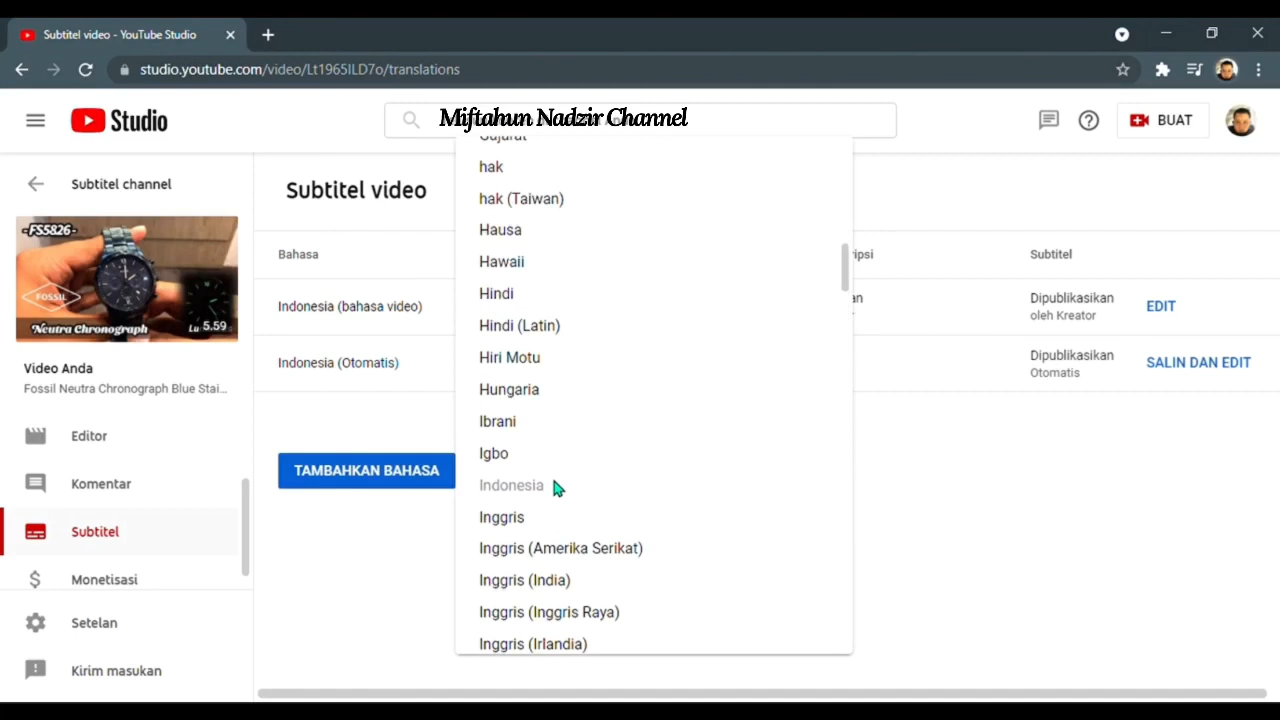 Subtitel video - YouTube Studio
studio.youtube.com/video/Lt1965ILD7o/translations
Studio
Miftahun Nadzir Channel
BUAT
Subtitel channel
-FS5826-
FOSSIL
Neutra Chronograph
Lu 5.59
Video Anda
Fossil Neutra Chronograph Blue Stai...
Editor
Komentar
Subtitel
Monetisasi
Setelan
Kirim masukan
Subtitel video
Bahasa
ipsi
Subtitel
Indonesia (bahasa video)
an
Dipublikasikan
oleh Kreator
EDIT
Indonesia (Otomatis)
Dipublikasikan
Otomatis
SALIN DAN EDIT
TAMBAHKAN BAHASA
Gujarat
hak
hak (Taiwan)
Hausa
Hawaii
Hindi
Hindi (Latin)
Hiri Motu
Hungaria
Ibrani
Igbo
Indonesia
Inggris
Inggris (Amerika Serikat)
Inggris (India)
Inggris (Inggris Raya)
Inggris (Irlandia)